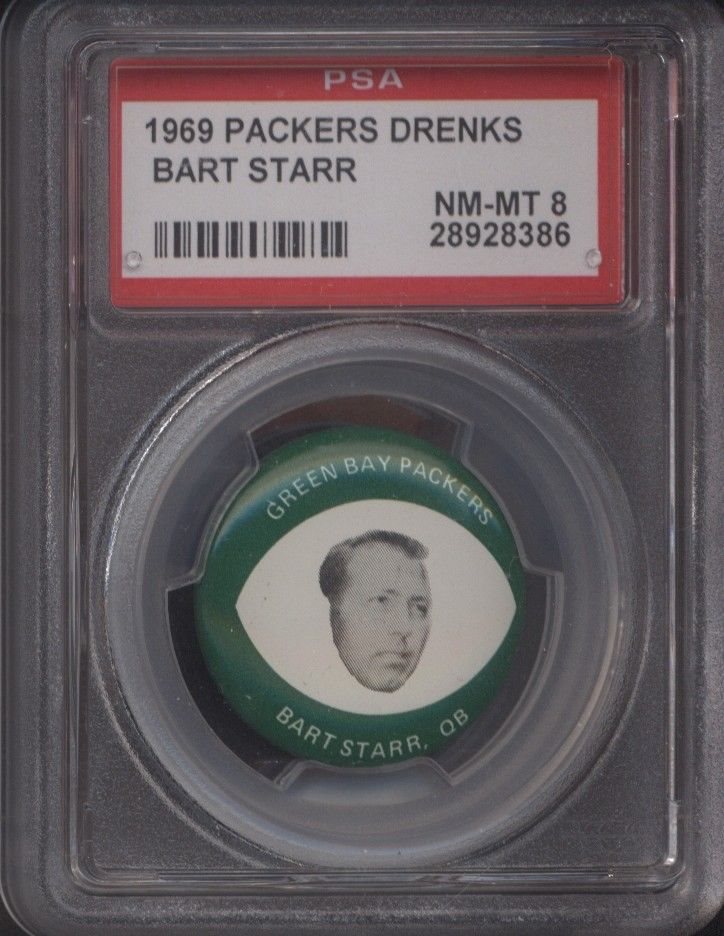 PSA
1969 PACKERS DRENKS
BART STARR
NM-MT 8
28928386
GREEN BAY PACKERS
BART STARR, QB